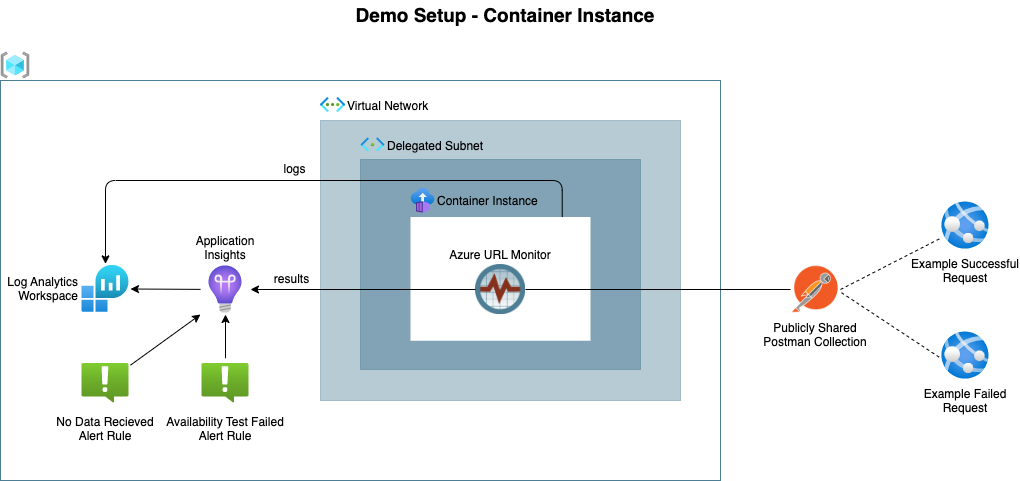 Demo Setup - Container Instance
Virtual Network
Delegated Subnet
logs
Container Instance
Application
Insights
Azure URL Monitor
Log Analytics
Workspace
results
Example Successful
Request
Publicly Shared
Postman Collection
No Data Recieved
Alert Rule
Availability Test Failed
Alert Rule
Example Failed
Request